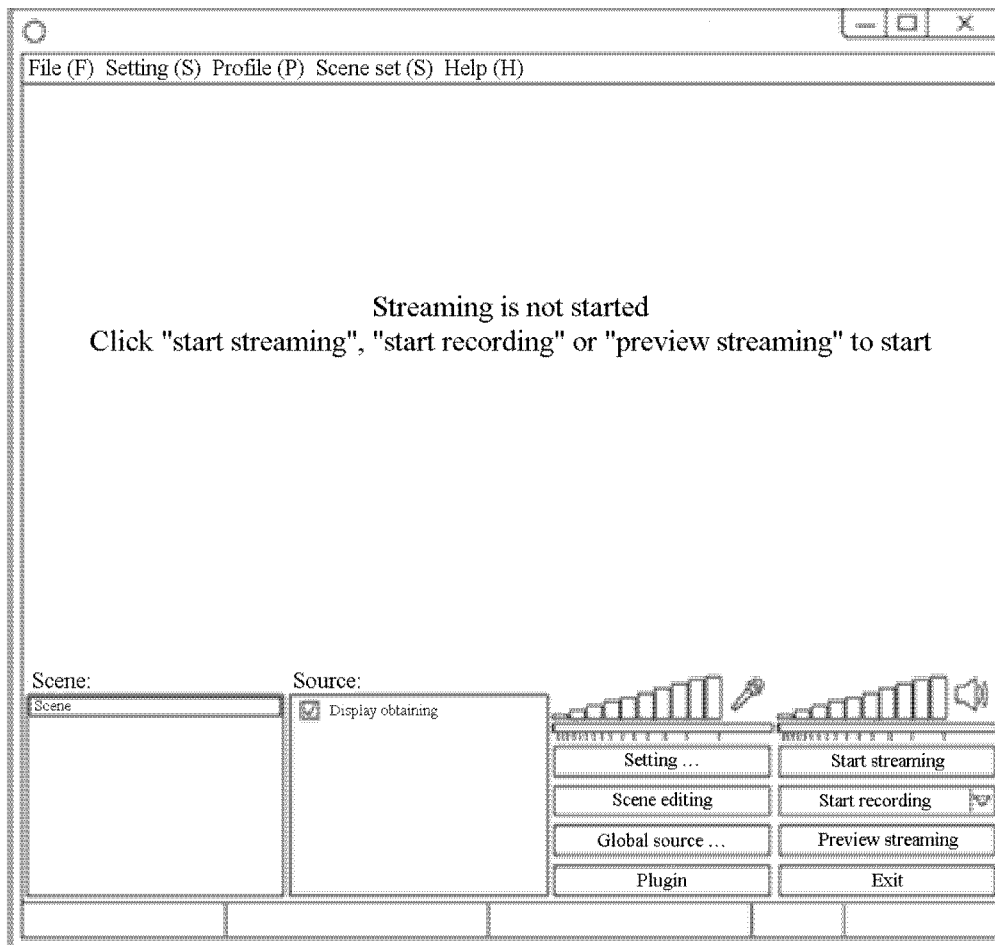 File (F) Setting (S) Profile (P) Scene set (S) Help (H)
Streaming is not started
Click "start streaming", "start recording" or "preview streaming" to start
Scene:
Source:
Scene
Display obtaining
Setting ...
Start streaming
Scene editing
Start recording
Global source ...
Preview streaming
Plugin
Exit